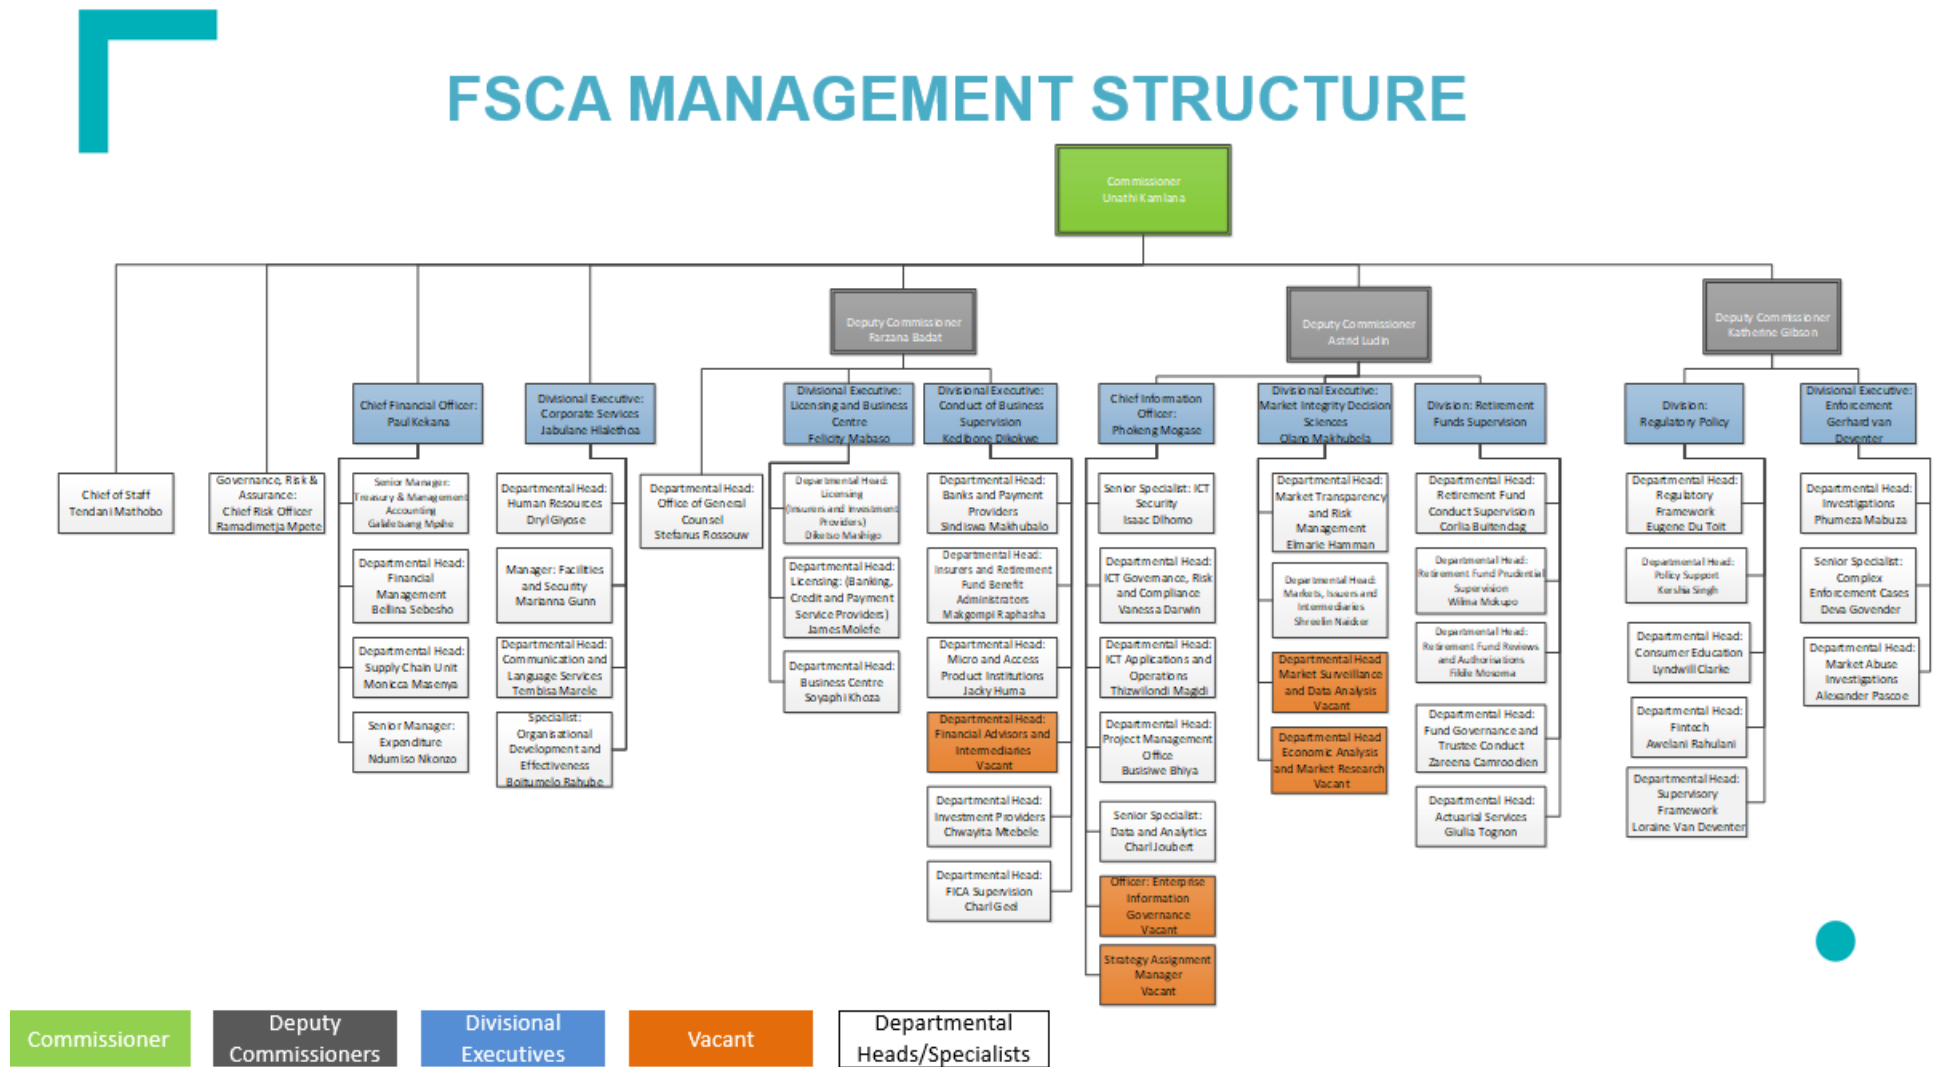 FSCA MANAGEMENT STRUCTURE
Commissioner
Unathi Kamlana
Deputy Commissioner
Farzana Badat
Deputy Commissioner
Astrid Ludin
Deputy Commissioner
Katherine Gibson
Chief Financial Officer:
Paul Kekana
Divisional Executive:
Corporate Services
Jabulane Hlalethoa
Divisional Executive:
Licensing and Business
Centre
Felicity Mabaso
Divisional Executive:
Conduct of Business
Supervision
Kedibone Dikokwe
Chief Information
Officer:
Phokeng Mogase
Divisional Executive:
Market Integrity Decision
Sciences
Olano Makhubela
Division: Retirement
Funds Supervision
Division:
Regulatory Policy
Divisional Executive:
Enforcement
Gerhard van
Deventer
Chief of Staff
Tendani Mathobo
Governance, Risk &
Assurance:
Chief Risk Officer
Ramadimetja Mpete
Senior Manager:
Treasury & Management
Accounting
Galaletsang Mpihe
Departmental Head:
Financial
Management
Bellina Sebesho
Departmental Head:
Supply Chain Unit
Monicca Masenya
Senior Manager:
Expenditure
Ndumiso Nkonzo
Departmental Head:
Human Resources
Dryl Giyose
Manager: Facilities
and Security
Marianna Gunn
Departmental Head:
Communication and
Language Services
Tembisa Marele
Specialist:
Organisational
Development and
Effectiveness
Boitumelo Rahube
Departmental Head:
Office of General
Counsel
Stefanus Rossouw
Departmental Head:
Licensing
(Insurers and Investment
Providers)
Diketso Mashigo
Departmental Head:
Licensing: (Banking,
Credit and Payment
Service Providers)
James Molefe
Departmental Head:
Business Centre
Soyaphi Khoza
Departmental Head:
Banks and Payment
Providers
Sindiswa Makhubalo
Departmental Head:
Insurers and Retirement
Fund Benefit
Administrators
Makgompi Raphasha
Departmental Head:
Micro and Access
Product Institutions
Jacky Huma
Departmental Head:
Financial Advisors and
Intermediaries
Vacant
Departmental Head:
Investment Providers
Chwayita Mtebele
Departmental Head:
FICA Supervision
Charl Geel
Senior Specialist: ICT
Security
Isaac Dlhomo
Departmental Head:
ICT Governance, Risk
and Compliance
Vanessa Darwin
Departmental Head:
ICT Applications and
Operations
Thizwilondi Magidi
Departmental Head:
Project Management
Office
Busisiwe Bhiya
Senior Specialist:
Data and Analytics
Charl Joubert
Officer: Enterprise
Information
Governance
Vacant
Strategy Assignment
Manager
Vacant
Departmental Head:
Market Transparency
and Risk
Management
Elmarie Hamman
Departmental Head:
Markets, Issuers and
Intermediaries
Shreelin Naicker
Departmental Head
Market Surveillance
and Data Analysis
Vacant
Departmental Head
Economic Analysis
and Market Research
Vacant
Departmental Head:
Retirement Fund
Conduct Supervision
Corlia Buitendag
Departmental Head:
Retirement Fund Prudential
Supervision
Wilma Mokupo
Departmental Head:
Retirement Fund Reviews
and Authorisations
Fikile Mosoma
Departmental Head:
Fund Governance and
Trustee Conduct
Zareena Camroodien
Departmental Head:
Actuarial Services
Giulia Tognon
Departmental Head:
Regulatory
Framework
Eugene Du Toit
Departmental Head:
Policy Support
Kershia Singh
Departmental Head:
Consumer Education
Lyndwill Clarke
Departmental Head:
Fintech
Awelani Rahulani
Departmental Head:
Supervisory
Framework
Loraine Van Deventer
Departmental Head:
Investigations
Phumeza Mabuza
Senior Specialist:
Complex
Enforcement Cases
Deva Govender
Departmental Head:
Market Abuse
Investigations
Alexander Pascoe
Commissioner
Deputy
Commissioners
Divisional
Executives
Vacant
Departmental
Heads/Specialists